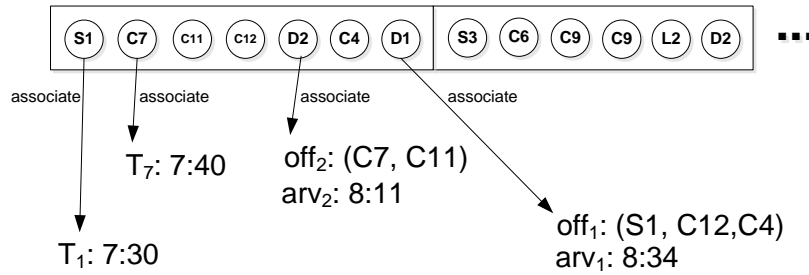 S1 C7 C11 C12 D2 C4 D1 S3 C6 C9 C9 L2 D2 ...
associate associate associate associate
T₇: 7:40
off₂: (C7, C11)
arv₂: 8:11
T₁: 7:30
off₁: (S1, C12,C4)
arv₁: 8:34